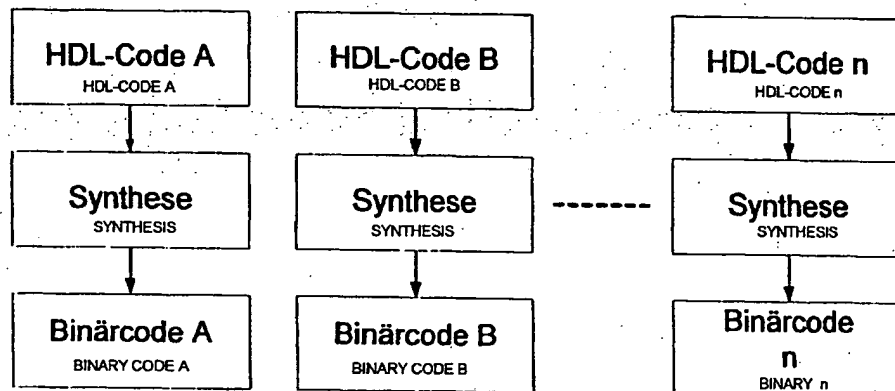 HDL-Code A
HDL-CODE A
HDL-Code B
HDL-CODE B
HDL-Code n
HDL-CODE n
Synthese
SYNTHESIS
Synthese
SYNTHESIS
Synthese
SYNTHESIS
Binärcode A
BINARY CODE A
Binärcode B
BINARY CODE B
Binärcode
n
BINARY n